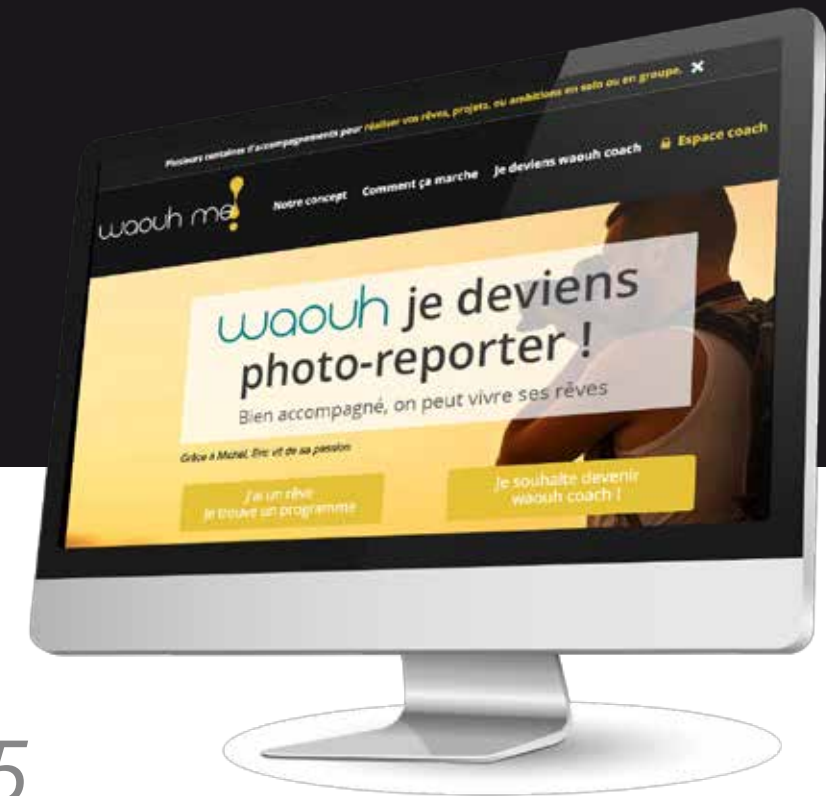 Plusieurs centaines d'accompagnements pour réaliser vos rêves, projets, ou ambitions en solo ou en groupe. ✕
waouh me!
Notre concept Comment ça marche Je deviens waouh coach Espace coach
waouh je deviens
photo-reporter !
Bien accompagné, on peut vivre ses rêves
Grâce à Michel, Eric vit de sa passion
J'ai un rêve
Je trouve un programme
Je souhaite devenir
waouh coach !
5